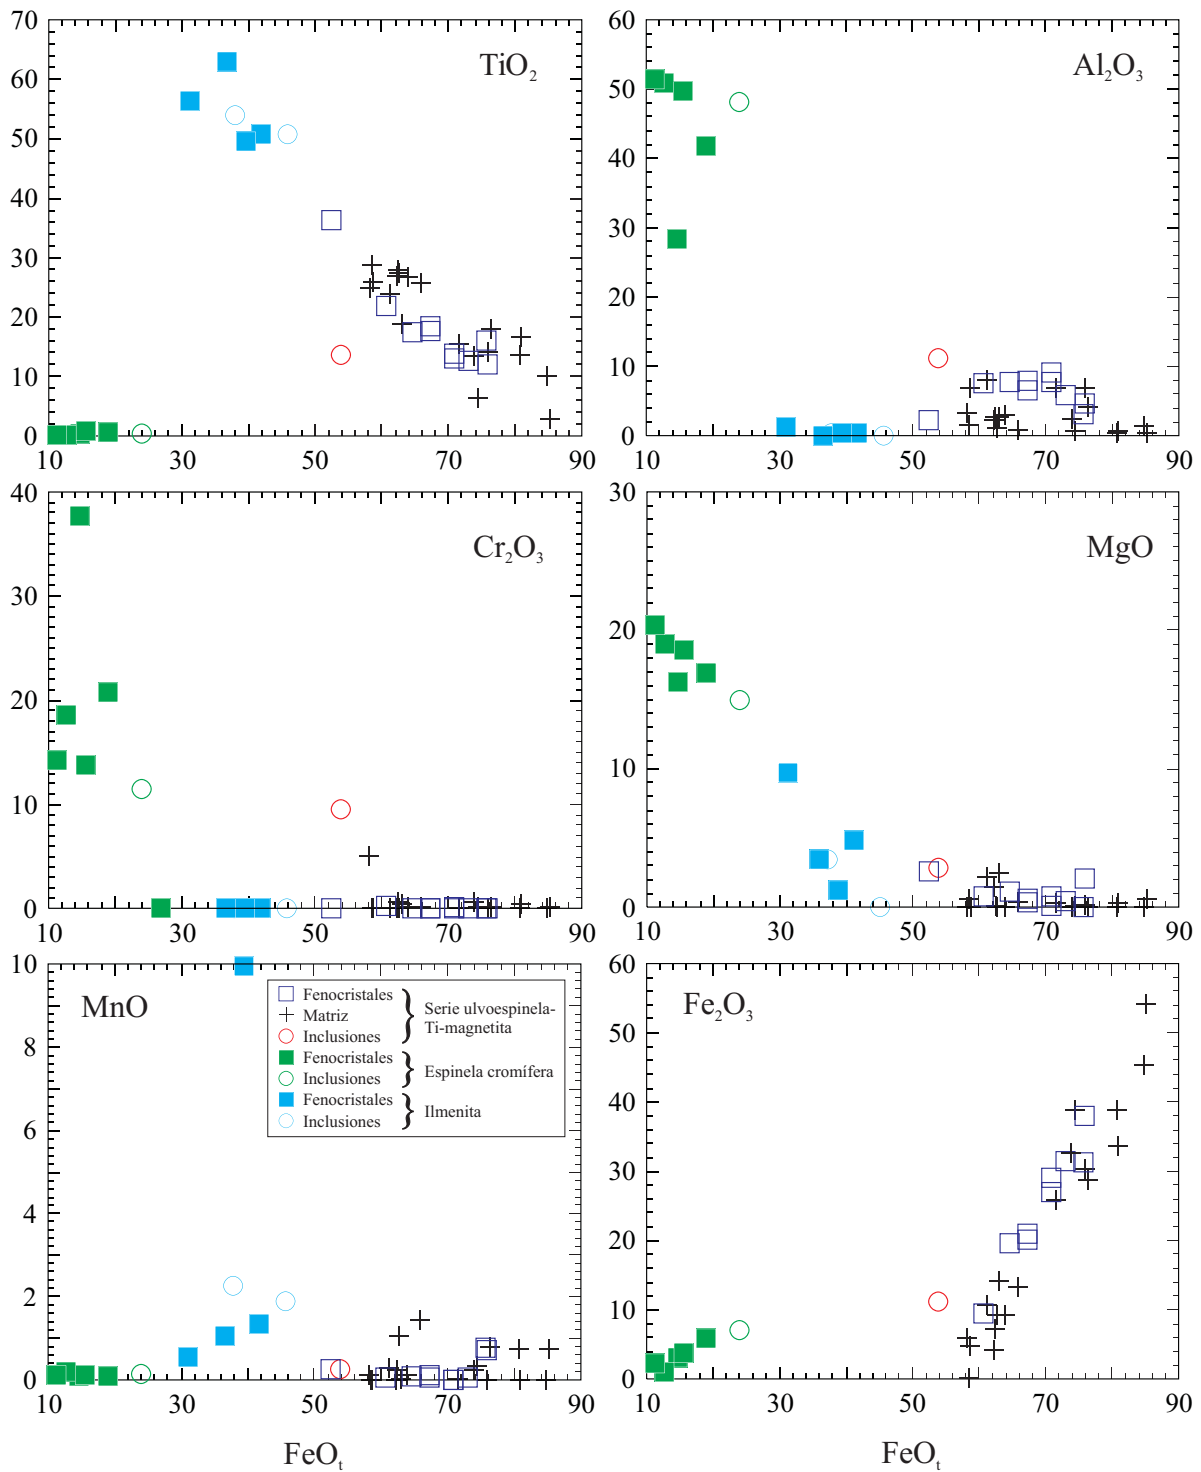 70
60
50
40
30
20
10
0
TiO₂
10 30 50 70 90
60
50
40
30
20
10
0
Al₂O₃
10 30 50 70 90
40
30
20
10
0
Cr₂O₃
10 30 50 70 90
30
20
10
0
MgO
10 30 50 70 90
10
8
6
4
2
0
MnO
Fenocristales
Matriz
Inclusiones
Serie ulvoespinela-
Ti-magnetita
Fenocristales
Inclusiones
Espinela cromífera
Fenocristales
Inclusiones
Ilmenita
10 30 50 70 90
FeOₜ
60
50
40
30
20
10
0
Fe₂O₃
10 30 50 70 90
FeOₜ